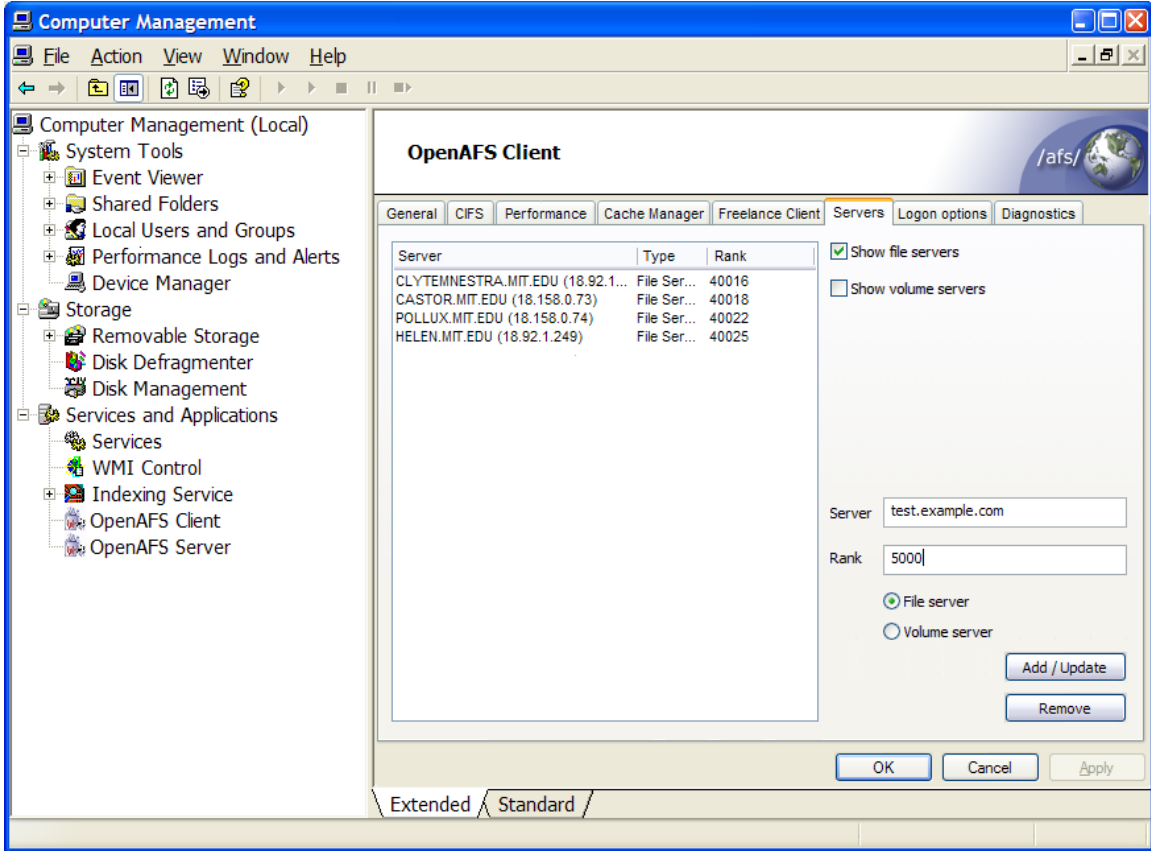 Computer Management
File Action View Window Help
Computer Management (Local)
System Tools
Event Viewer
Shared Folders
Local Users and Groups
Performance Logs and Alerts
Device Manager
Storage
Removable Storage
Disk Defragmenter
Disk Management
Services and Applications
Services
WMI Control
Indexing Service
OpenAFS Client
OpenAFS Server
OpenAFS Client
/afs/
General CIFS Performance Cache Manager Freelance Client Servers Logon options Diagnostics
Server Type Rank
CLYTEMNESTRA.MIT.EDU (18.92.1... File Ser... 40016
CASTOR.MIT.EDU (18.158.0.73) File Ser... 40018
POLLUX.MIT.EDU (18.158.0.74) File Ser... 40022
HELEN.MIT.EDU (18.92.1.249) File Ser... 40025
Show file servers
Show volume servers
Server test.example.com
Rank 5000
File server
Volume server
Add / Update
Remove
OK Cancel Apply
Extended Standard